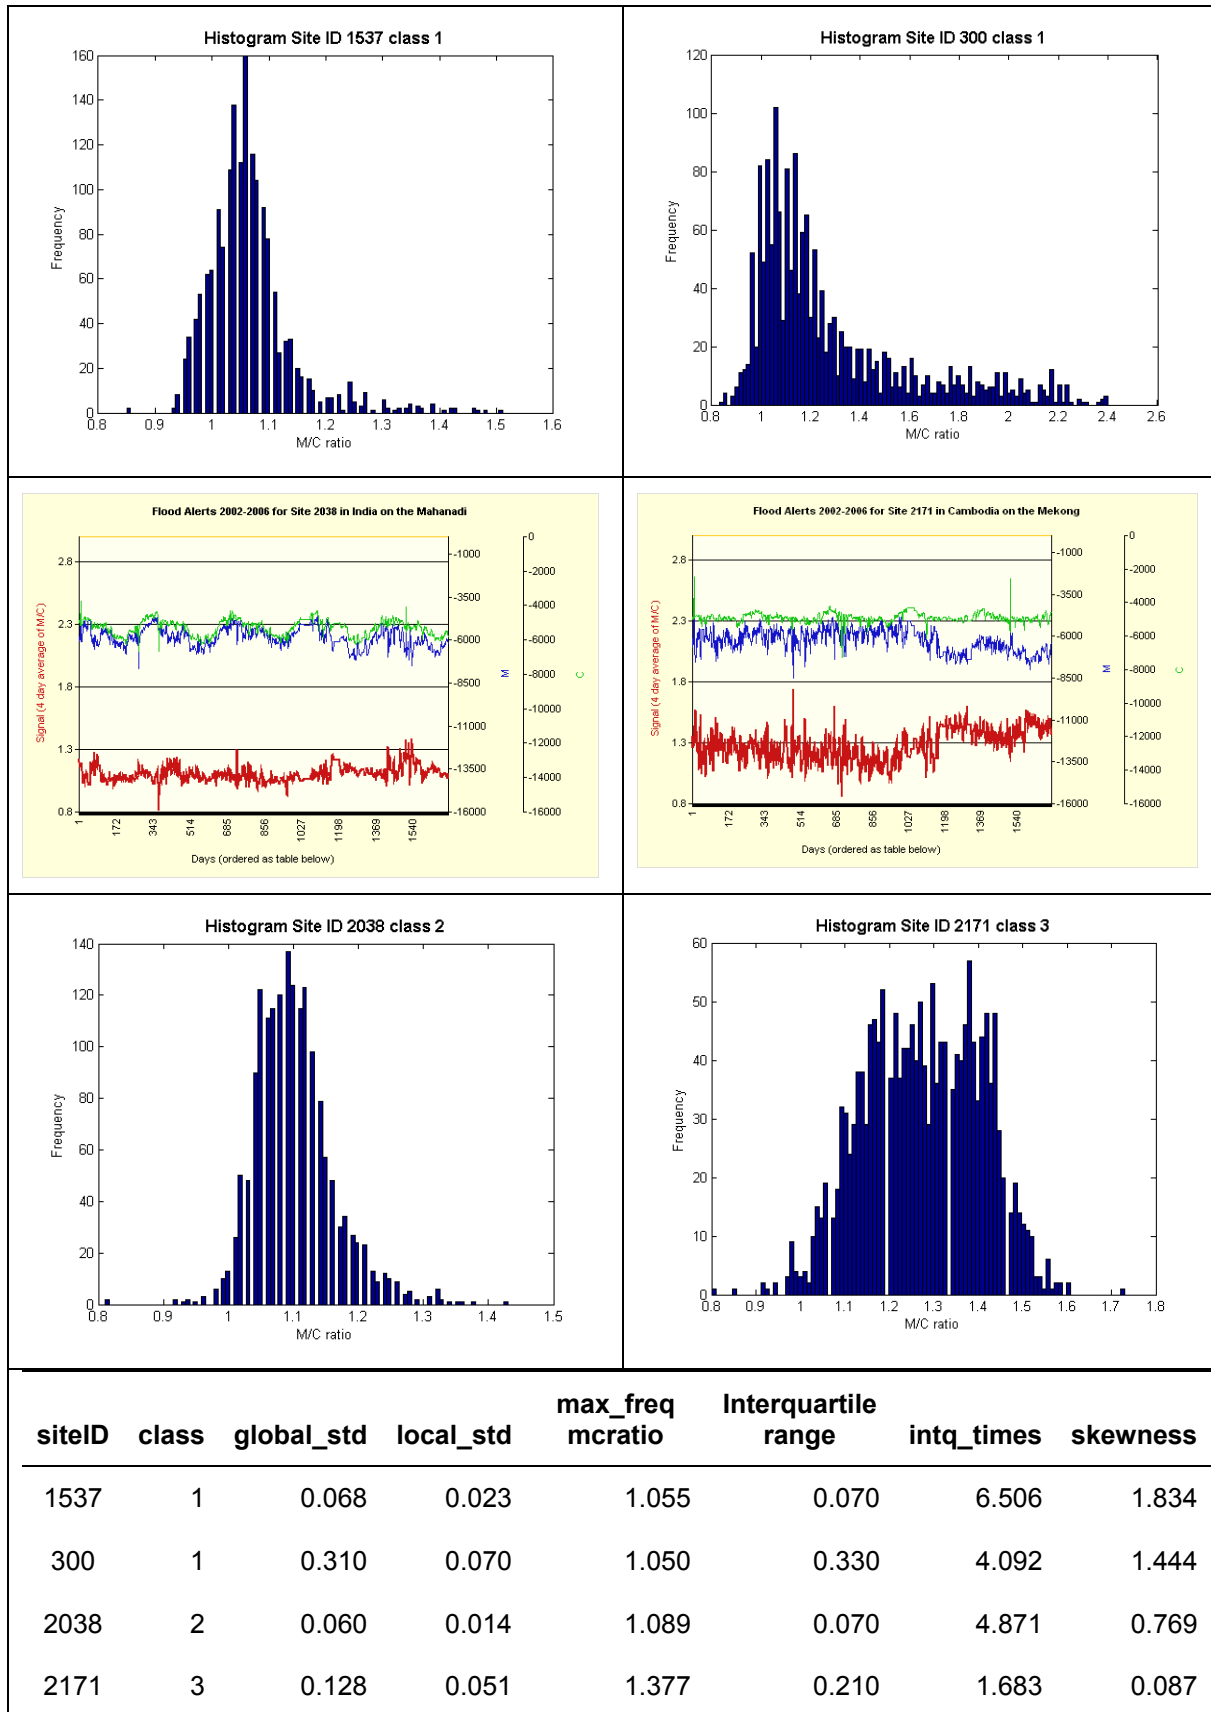 Histogram Site ID 1537 class 1
160
140
120
100
80
60
40
20
0
Frequency
0.8 0.9 1 1.1 1.2 1.3 1.4 1.5 1.6
M/C ratio
Histogram Site ID 300 class 1
120
100
80
60
40
20
0
Frequency
0.8 1 1.2 1.4 1.6 1.8 2 2.2 2.4 2.6
M/C ratio
Flood Alerts 2002-2006 for Site 2038 in India on the Mahanadi
2.8
2.3
1.8
1.3
0.8
Signal (4 day average of M/C)
-1000
-3500
-6000
-8500
-11000
-13500
-16000
M
0
-2000
-4000
-6000
-8000
-10000
-12000
-14000
-16000
C
1 172 343 514 685 856 1027 1198 1369 1540
Days (ordered as table below)
Flood Alerts 2002-2006 for Site 2171 in Cambodia on the Mekong
2.8
2.3
1.8
1.3
0.8
Signal (4 day average of M/C)
-1000
-3500
-6000
-8500
-11000
-13500
-16000
M
0
-2000
-4000
-6000
-8000
-10000
-12000
-14000
-16000
C
1 172 343 514 685 856 1027 1198 1369 1540
Days (ordered as table below)
Histogram Site ID 2038 class 2
140
120
100
80
60
40
20
0
Frequency
0.8 0.9 1 1.1 1.2 1.3 1.4 1.5
M/C ratio
Histogram Site ID 2171 class 3
60
50
40
30
20
10
0
Frequency
0.8 0.9 1 1.1 1.2 1.3 1.4 1.5 1.6 1.7 1.8
M/C ratio
siteID class global_std local_std max_freq mcratio Interquartile range intq_times skewness
1537 1 0.068 0.023 1.055 0.070 6.506 1.834
300 1 0.310 0.070 1.050 0.330 4.092 1.444
2038 2 0.060 0.014 1.089 0.070 4.871 0.769
2171 3 0.128 0.051 1.377 0.210 1.683 0.087